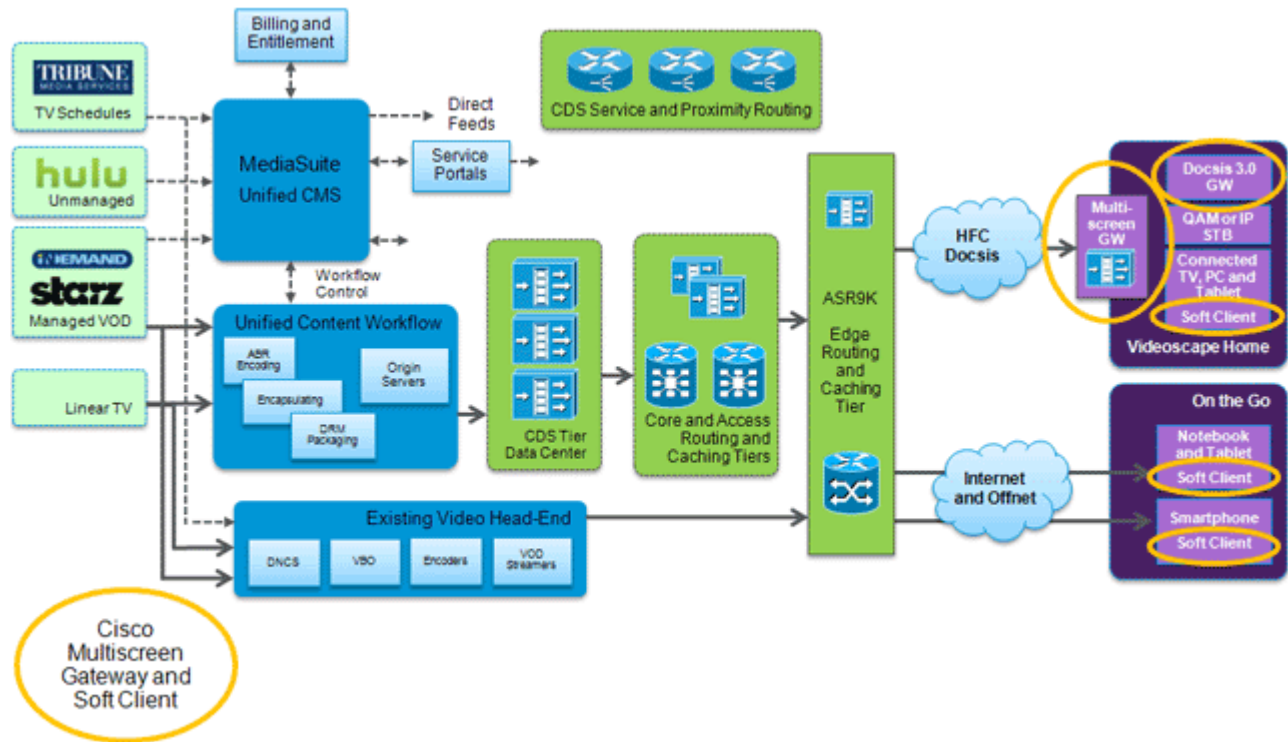 Billing and
Entitlement
TRIBUNE
MEDIA SERVICES
TV Schedules
hulu
Unmanaged
iNDEMAND
starz
Managed VOD
Linear TV
MediaSuite
Unified CMS
Direct
Feeds
Service
Portals
Workflow
Control
Unified Content Workflow
ABR
Encoding
Encapsulating
DRM
Packaging
Origin
Servers
Existing Video Head-End
DNCS
VBO
Encoders
VOD
Streamers
CDS Service and Proximity Routing
CDS Tier
Data Center
Core and Access
Routing and
Caching Tiers
ASR9K
Edge
Routing
and
Caching
Tier
HFC
Docsis
Internet
and Offnet
Multi-
screen
GW
Docsis 3.0
GW
QAM or IP
STB
Connected
TV, PC and
Tablet
Soft Client
Videoscape Home
On the Go
Notebook
and Tablet
Soft Client
Smartphone
Soft Client
Cisco
Multiscreen
Gateway and
Soft Client